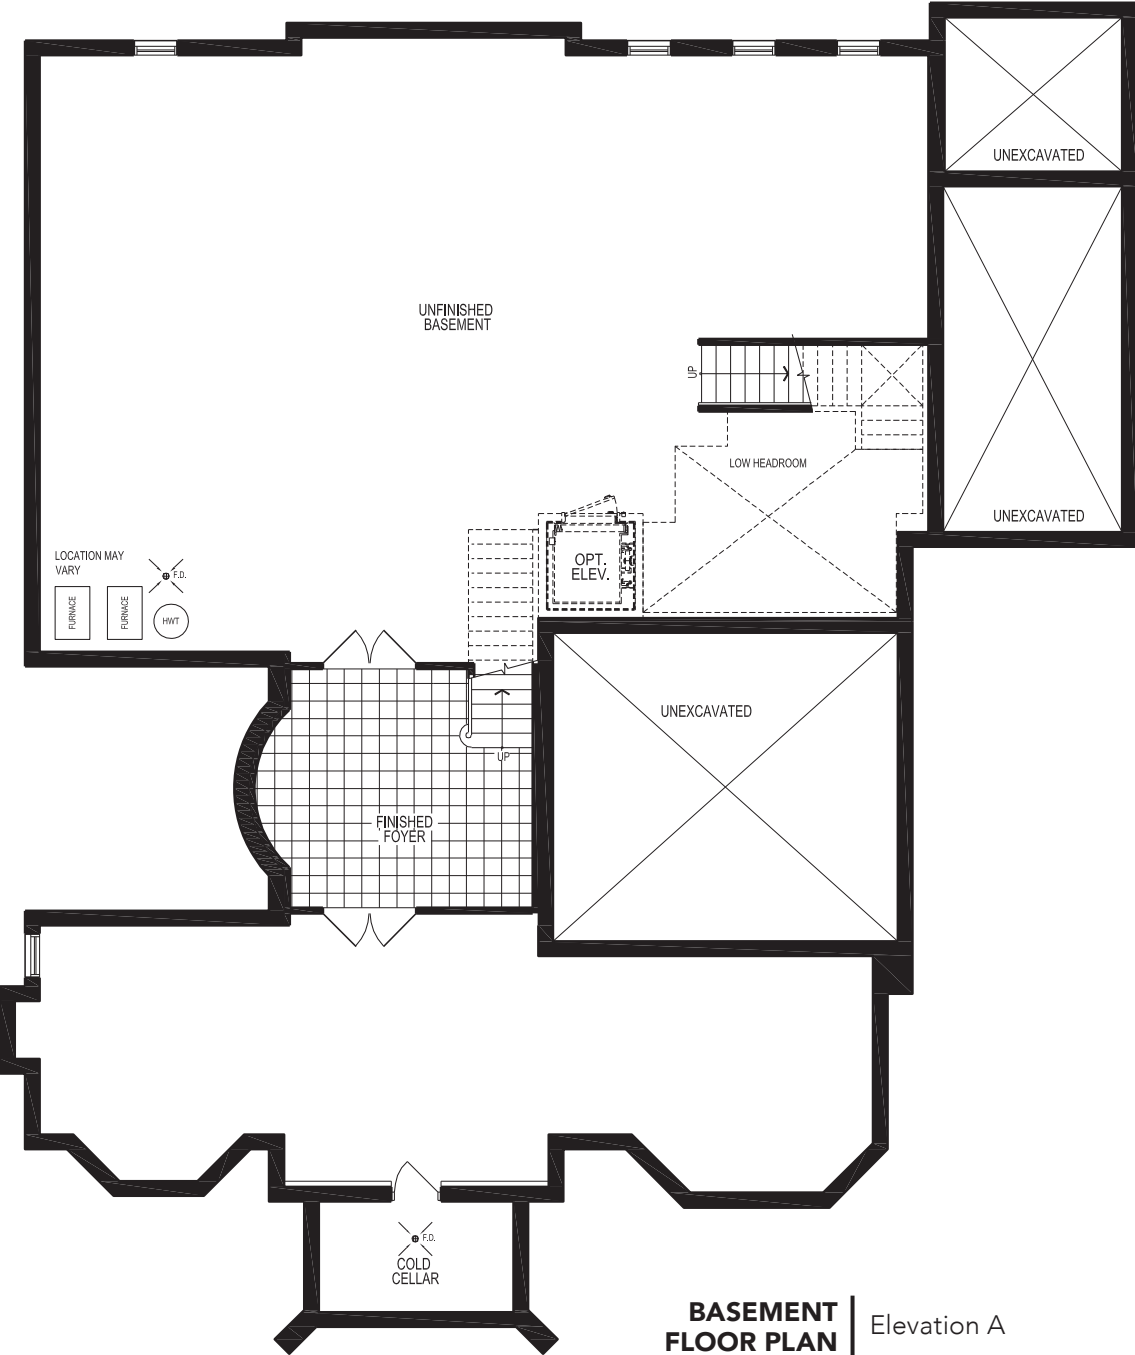 UNEXCAVATED
UNFINISHED
BASEMENT
UP
LOW HEADROOM
UNEXCAVATED
LOCATION MAY
VARY
F.D.
OPT.
ELEV.
FURNACE
FURNACE
HWT
UNEXCAVATED
UP
FINISHED
FOYER
F.D.
COLD
CELLAR
BASEMENT
FLOOR PLAN
Elevation A